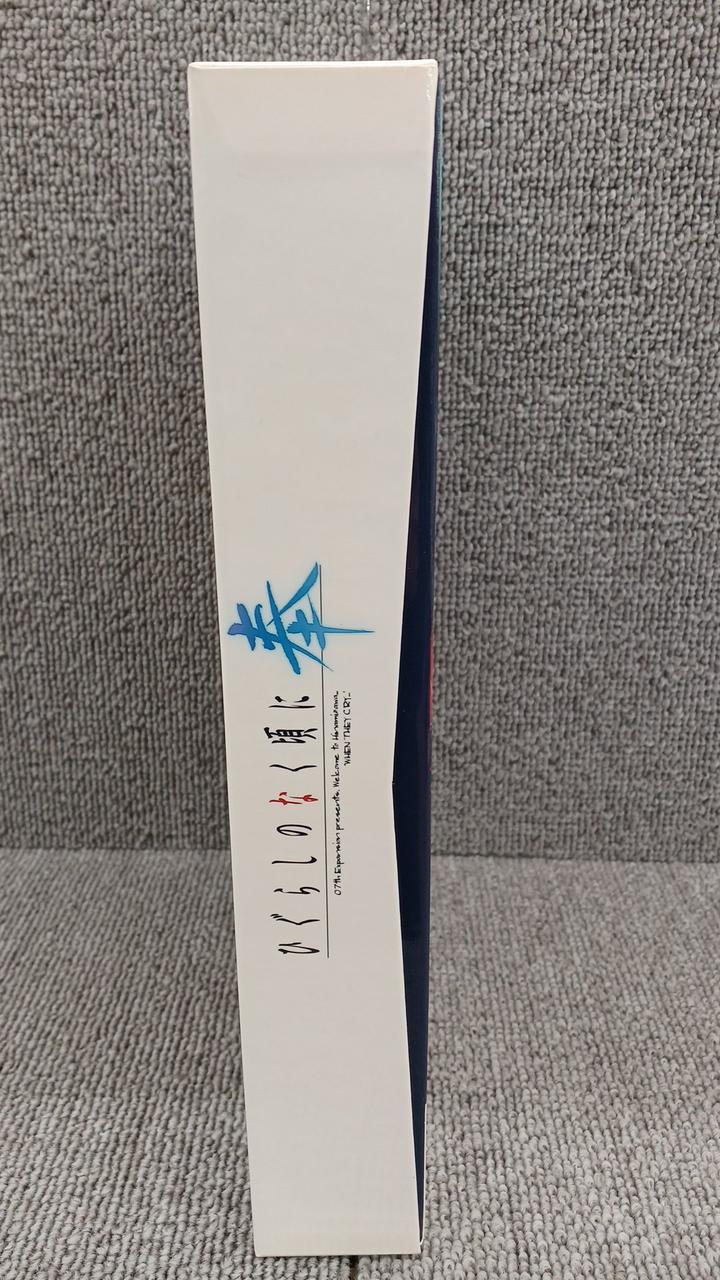 ひぐらしのなく頃に奉
07th Expansion presents. Welcome to Hinamizawa...
WHEN THEY CRY...